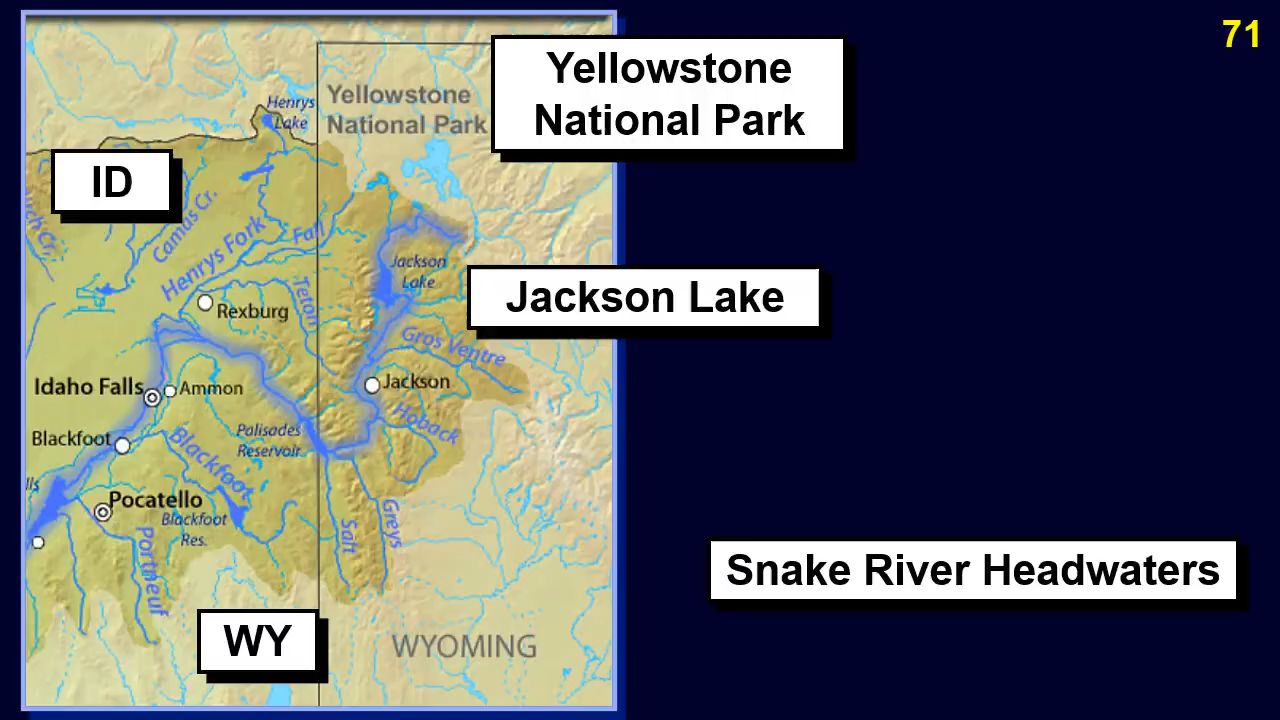 71
Yellowstone
National Park
Henrys
Lake
Yellowstone
National Park
ID
Camas Cr.
Henrys Fork
Fall
Jackson
Lake
Jackson Lake
Rexburg
Teton
Gros Ventre
Idaho Falls
Ammon
Jackson
Hoback
Blackfoot
Blackfoot
Palisades
Reservoir
lls
Pocatello
Blackfoot
Res.
Portneuf
Salt
Greys
Snake River Headwaters
WY
WYOMING